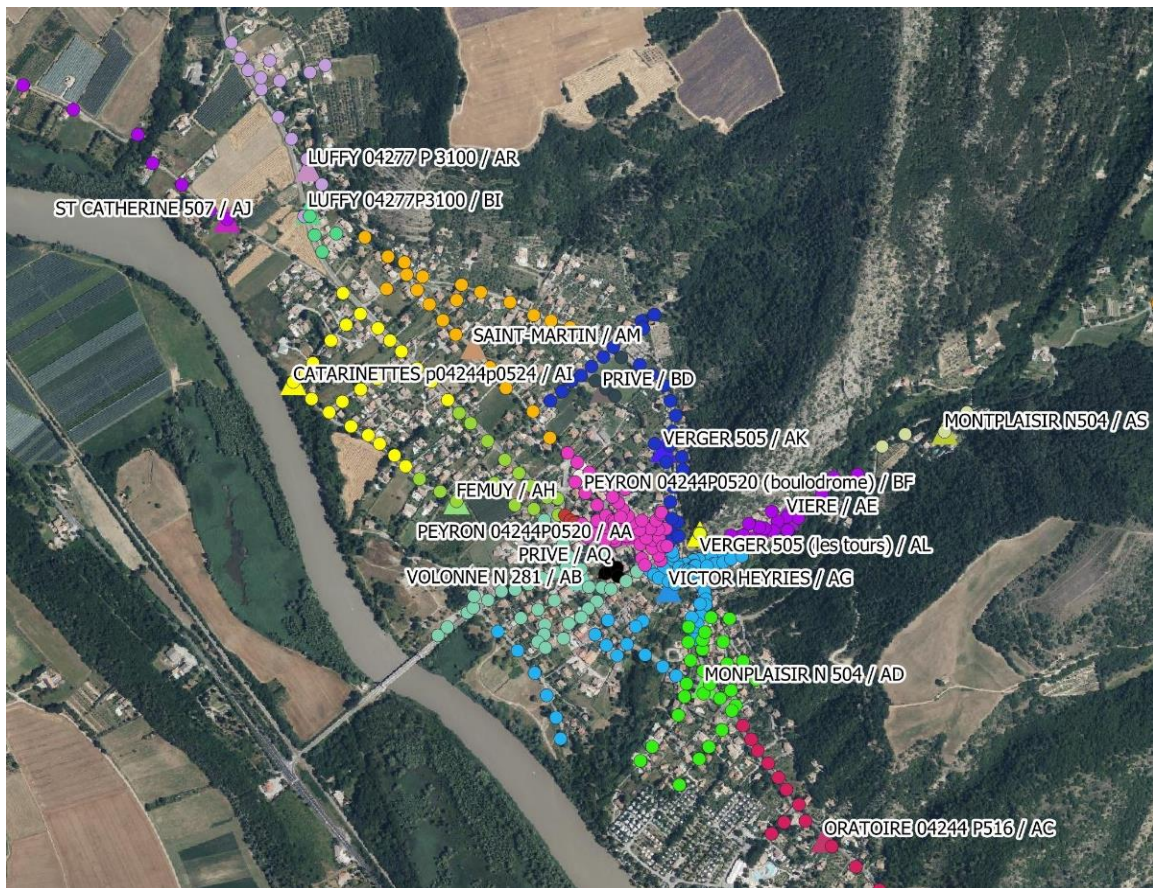 LUFFY 04277 P 3100 / AR
LUFFY 04277P3100 / BI
ST CATHERINE 507 / AJ
SAINT-MARTIN / AM
CATARINETTES p04244p0524 / AI
PRIVE / BD
MONTPLAISIR N504 / AS
VERGER 505 / AK
PEYRON 04244P0520 (boulodrome) / BF
FEMUY / AH
VIERE / AE
PEYRON 04244P0520 / AA
VERGER 505 (les tours) / AL
PRIVE / AQ
VOLONNE N 281 / AB
VICTOR HEYRIES / AG
MONPLAISIR N 504 / AD
ORATOIRE 04244 P516 / AC